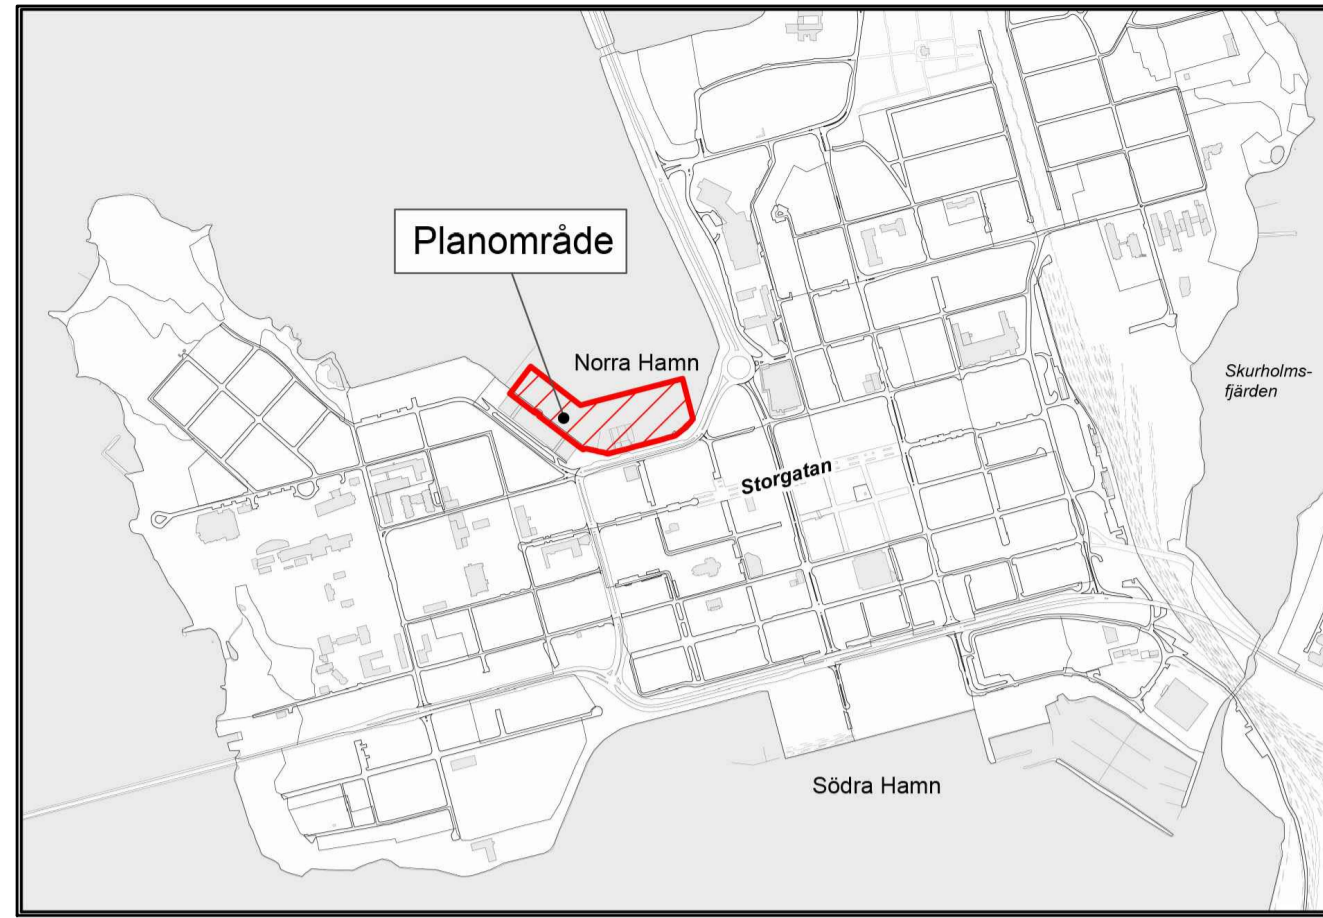 Planområde
Norra Hamn
Skurholms-
fjärden
Storgatan
Södra Hamn